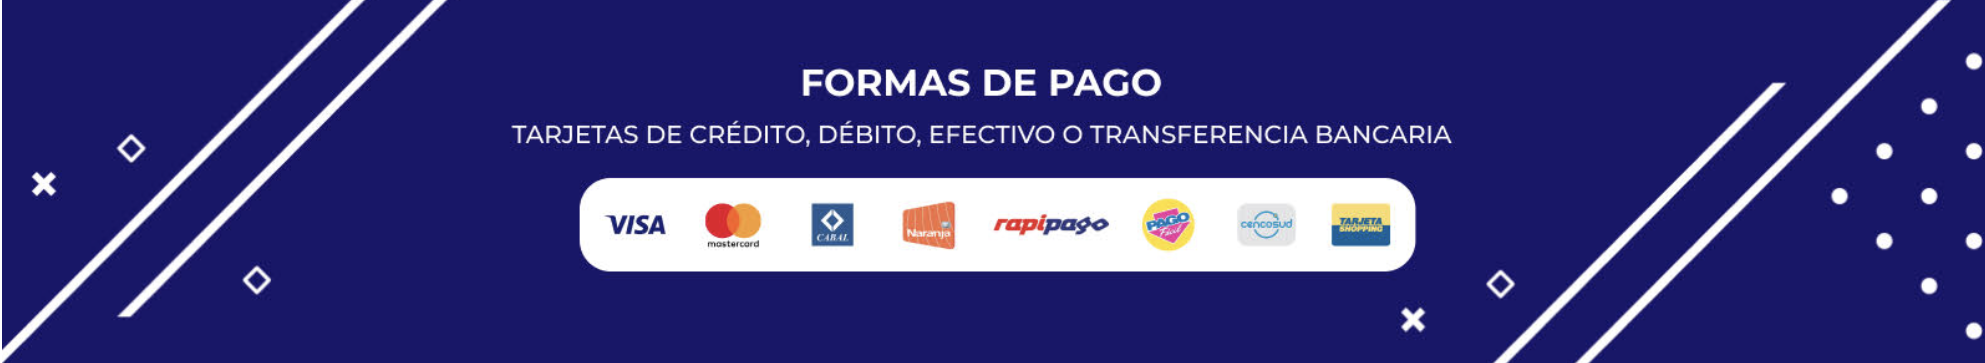 FORMAS DE PAGO
TARJETAS DE CRÉDITO, DÉBITO, EFECTIVO O TRANSFERENCIA BANCARIA
VISA
mastercard
CABAL
Naranja
rapipago
PAGO
Fácil
cencosud
TARJETA
SHOPPING